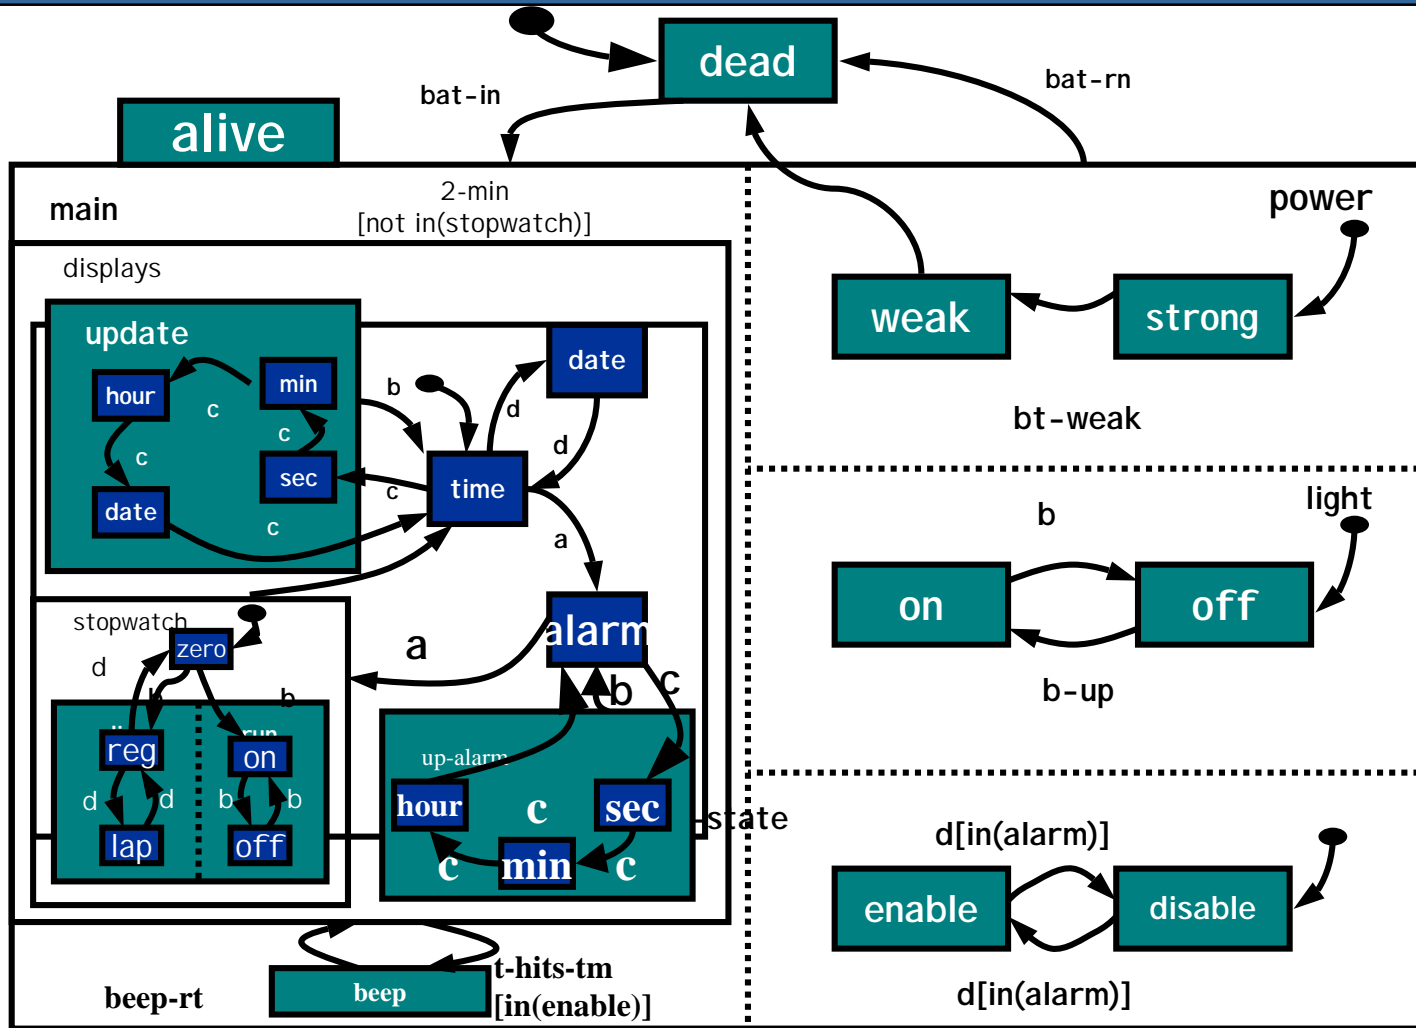 dead
bat-in
bat-rn
alive
main
2-min
[not in(stopwatch)]
power
displays
weak
strong
update
date
hour
min
b
d
c
c
d
c
sec
time
c
date
c
a
bt-weak
light
b
on
off
b-up
stopwatch
zero
alarm
a
d
b
b
b
c
reg
run
on
up-alarm
d
d
b
b
hour
c
sec
-state
lap
off
c
min
c
d[in(alarm)]
enable
disable
d[in(alarm)]
t-hits-tm
[in(enable)]
beep-rt
beep